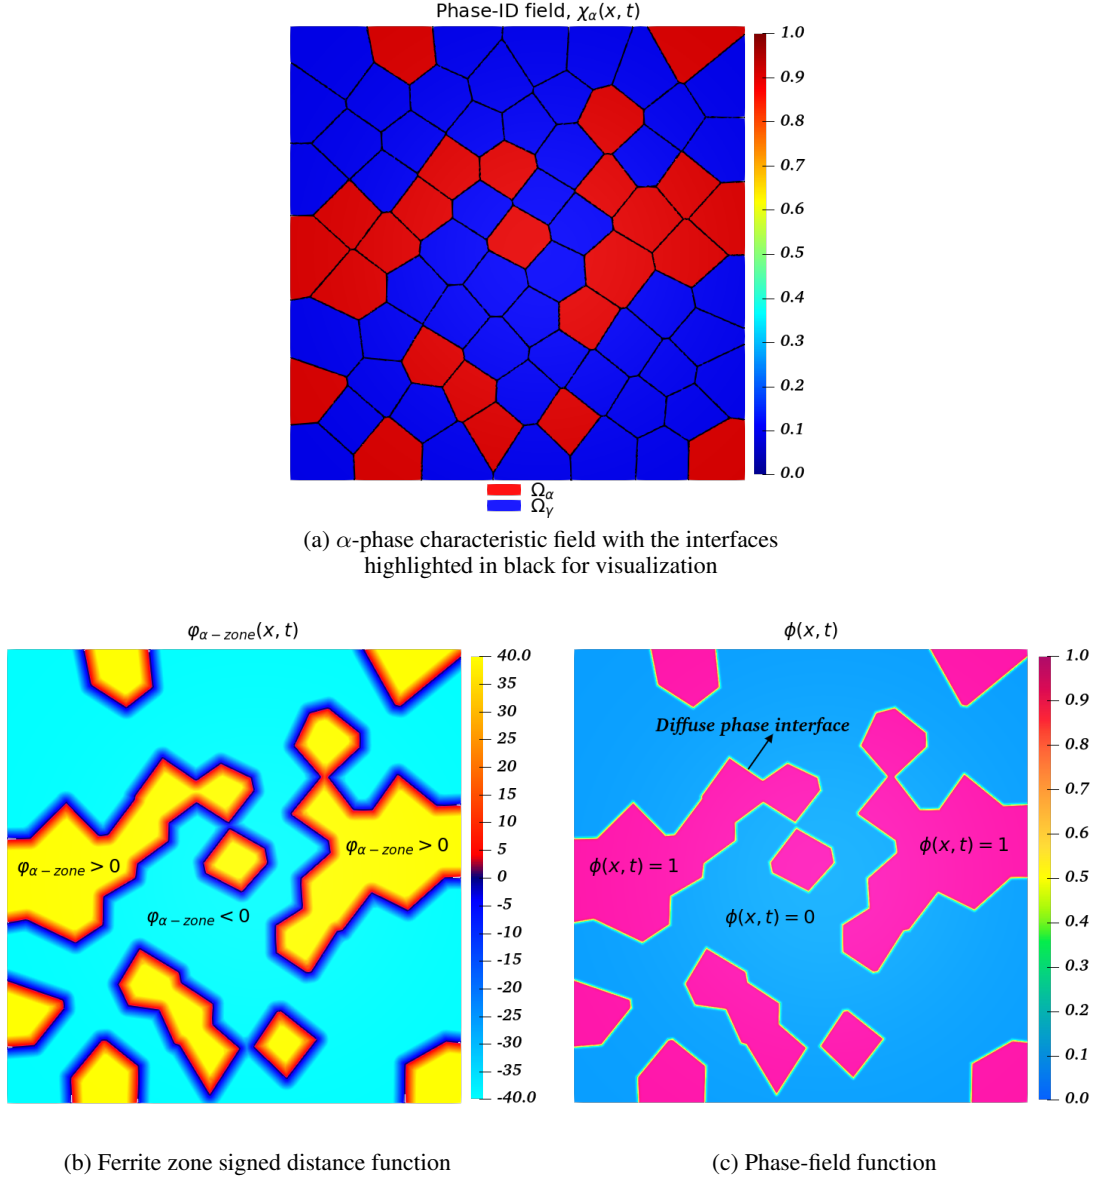 Phase-ID field, χα(x, t)
1.0
0.9
0.8
0.7
0.6
0.5
0.4
0.3
0.2
0.1
0.0
Ωα
Ωγ
(a) α-phase characteristic field with the interfaces
highlighted in black for visualization
φα−zone(x, t)
40.0
35
30
25
20
15
10
5
0
-5
-10
-15
-20
-25
-30
-35
-40.0
φα−zone > 0
φα−zone > 0
φα−zone < 0
(b) Ferrite zone signed distance function
ϕ(x, t)
1.0
0.9
0.8
0.7
0.6
0.5
0.4
0.3
0.2
0.1
0.0
Diffuse phase interface
ϕ(x, t) = 1
ϕ(x, t) = 1
ϕ(x, t) = 0
(c) Phase-field function